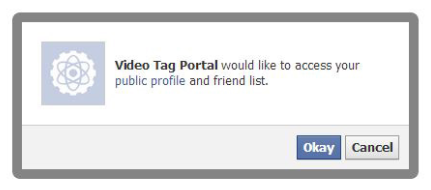 Video Tag Portal would like to access your
public profile and friend list.
Okay Cancel